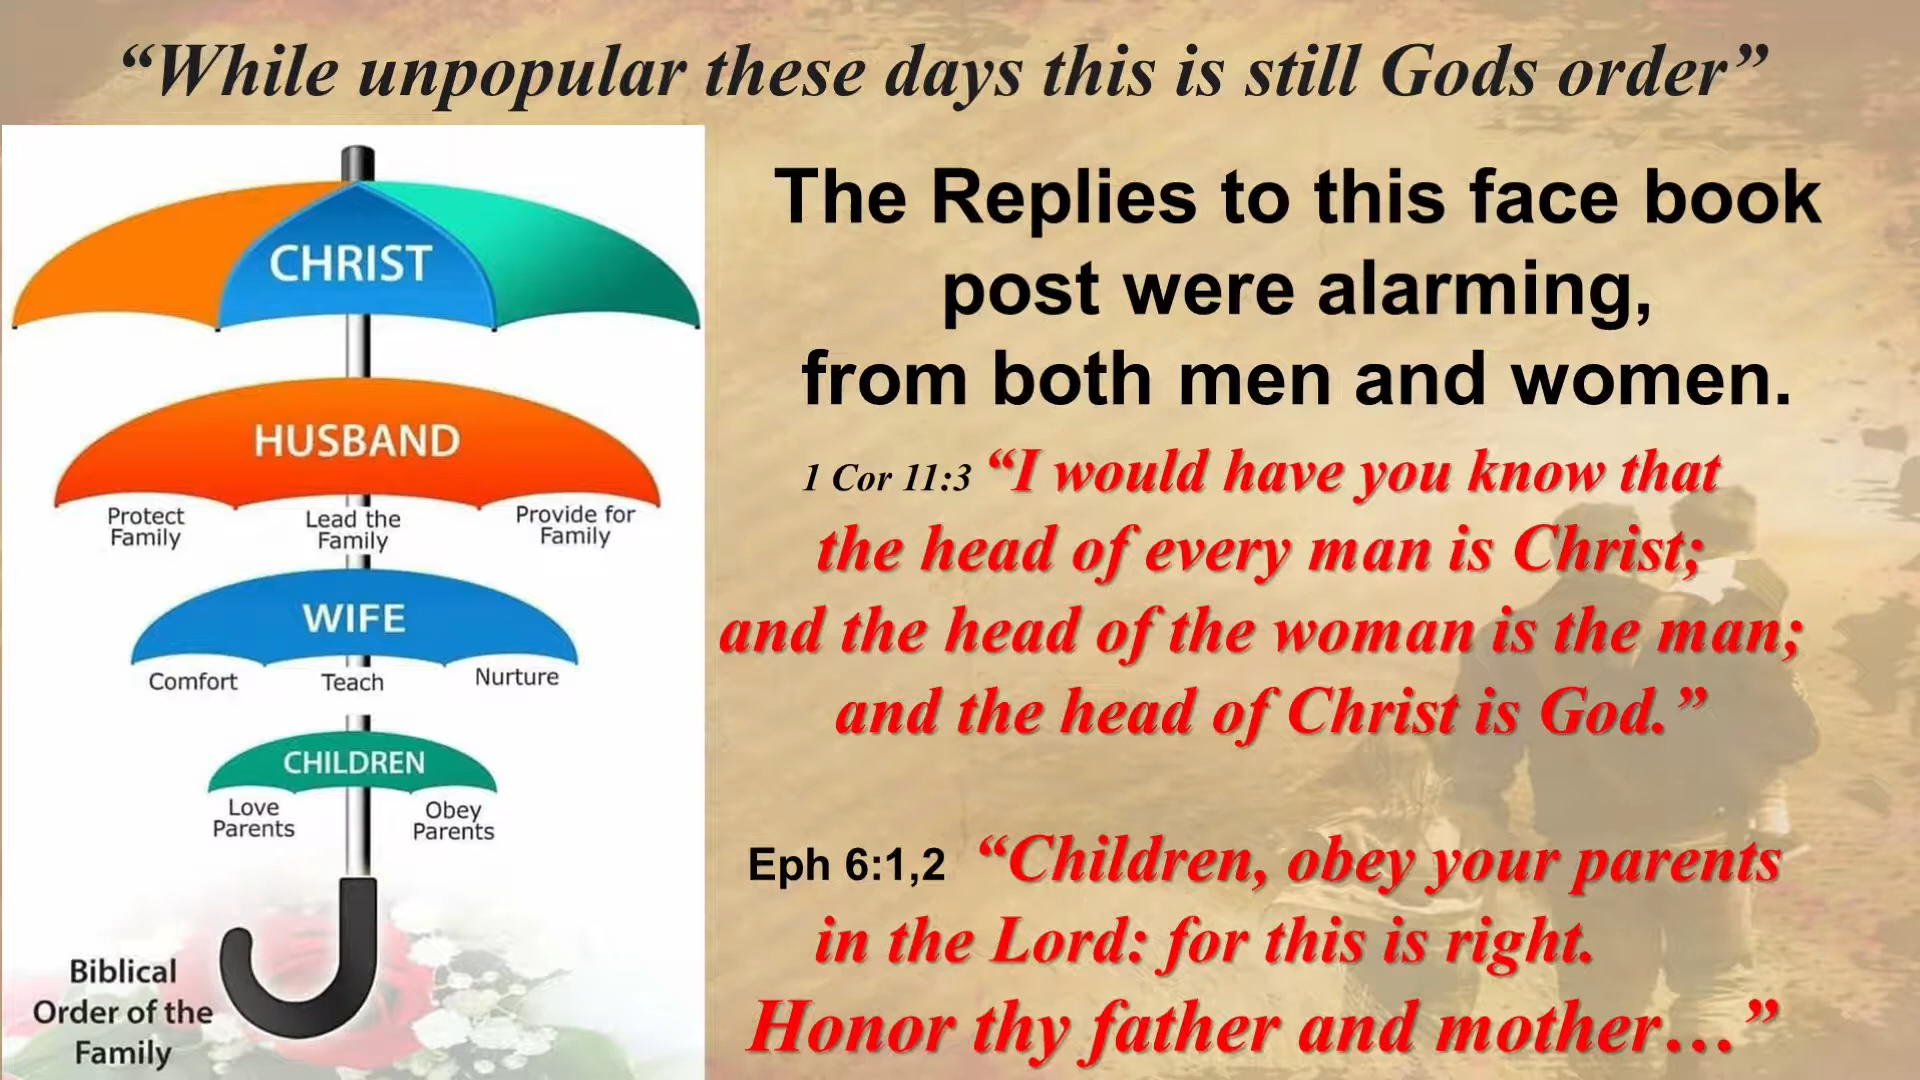 “While unpopular these days this is still Gods order”
CHRIST
HUSBAND
Protect
Family
Lead the
Family
Provide for
Family
WIFE
Comfort
Teach
Nurture
CHILDREN
Love
Parents
Obey
Parents
Biblical
Order of the
Family
The Replies to this face book
post were alarming,
from both men and women.
1 Cor 11:3 “I would have you know that
the head of every man is Christ;
and the head of the woman is the man;
and the head of Christ is God.”
Eph 6:1,2 “Children, obey your parents
in the Lord: for this is right.
Honor thy father and mother…”